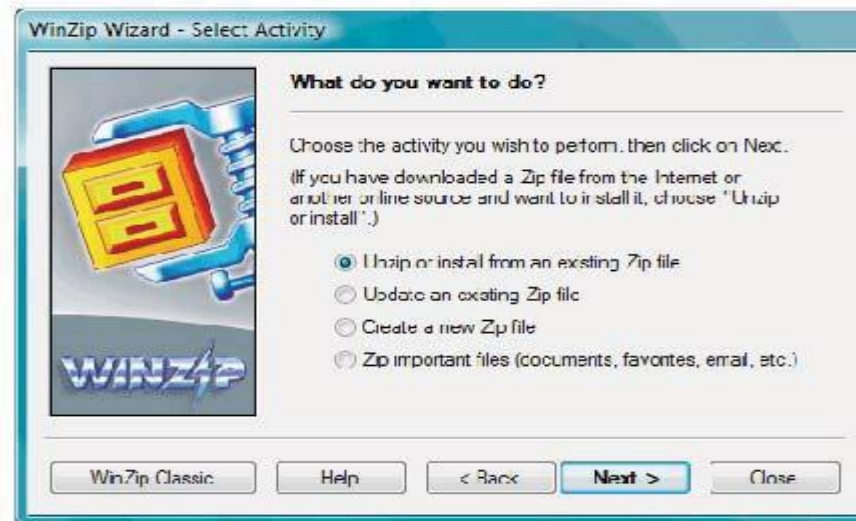 WinZip Wizard - Select Activity
What do you want to do?
Choose the activity you wish to perform, then click on Next.
(If you have downloaded a Zip file from the Internet or
another online source and want to install it, choose "Unzip
or install".)
Unzip or install from an existing Zip file
Update an existing Zip file
Create a new Zip file
Zip important files (documents, favorites, email, etc.)
WINZIP
WinZip Classic
Help
< Back
Next >
Close